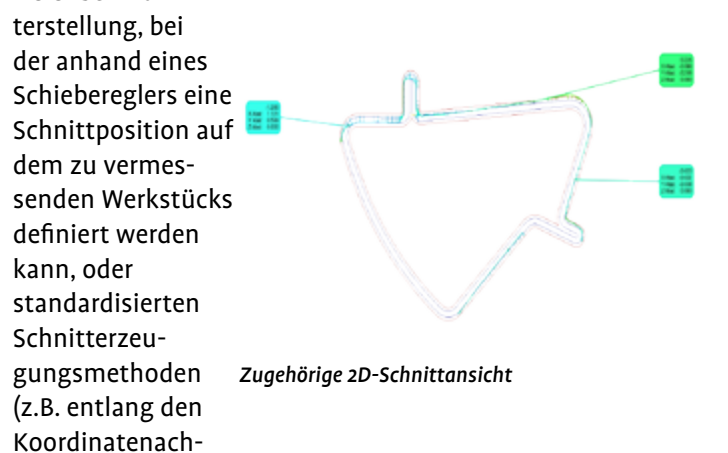 terstellung, bei
der anhand eines
Schiebereglers eine
Schnittposition auf
dem zu vermes-
senden Werkstücks
definiert werden
kann, oder
standardisierten
Schnitterzeu-
gungsmethoden
(z.B. entlang den
Koordinatenach-
Zugehörige 2D-Schnittansicht